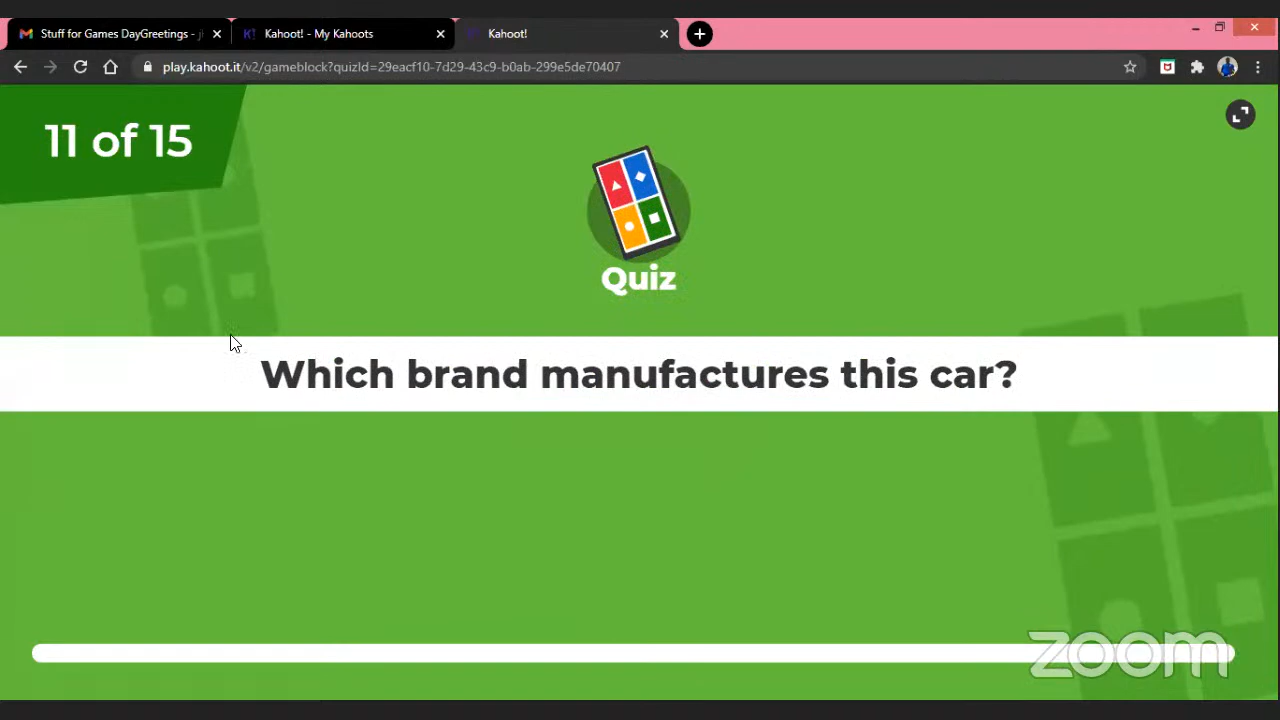 Stuff for Games DayGreetings - j
Kahoot! - My Kahoots
Kahoot!
play.kahoot.it/v2/gameblock?quizId=29eacf10-7d29-43c9-b0ab-299e5de70407
11 of 15
Quiz
Which brand manufactures this car?
zoom